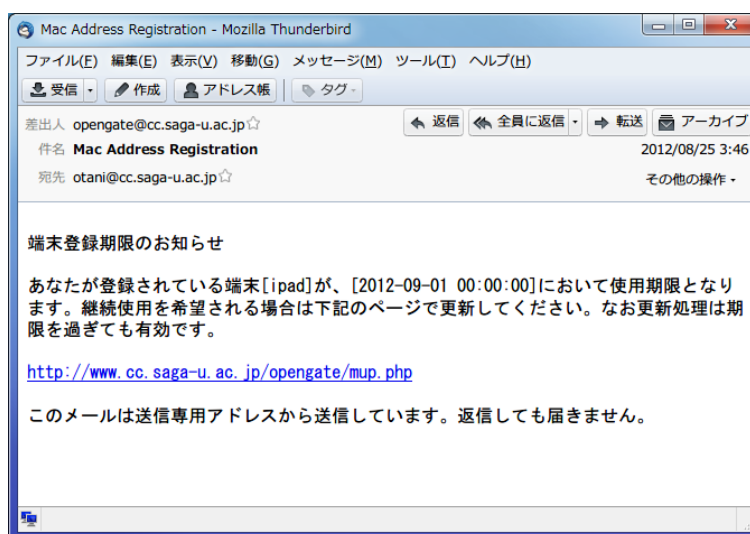 Mac Address Registration - Mozilla Thunderbird
ファイル(F) 編集(E) 表示(V) 移動(G) メッセージ(M) ツール(T) ヘルプ(H)
受信 作成 アドレス帳 タグ
差出人 opengate@cc.saga-u.ac.jp 返信 全員に返信 転送 アーカイブ
件名 Mac Address Registration 2012/08/25 3:46
宛先 otani@cc.saga-u.ac.jp その他の操作
端末登録期限のお知らせ
あなたが登録されている端末[ipad]が、[2012-09-01 00:00:00]において使用期限となり
ます。継続使用を希望される場合は下記のページで更新してください。なお更新処理は期
限を過ぎても有効です。
http://www.cc.saga-u.ac.jp/opengate/mup.php
このメールは送信専用アドレスから送信しています。返信しても届きません。